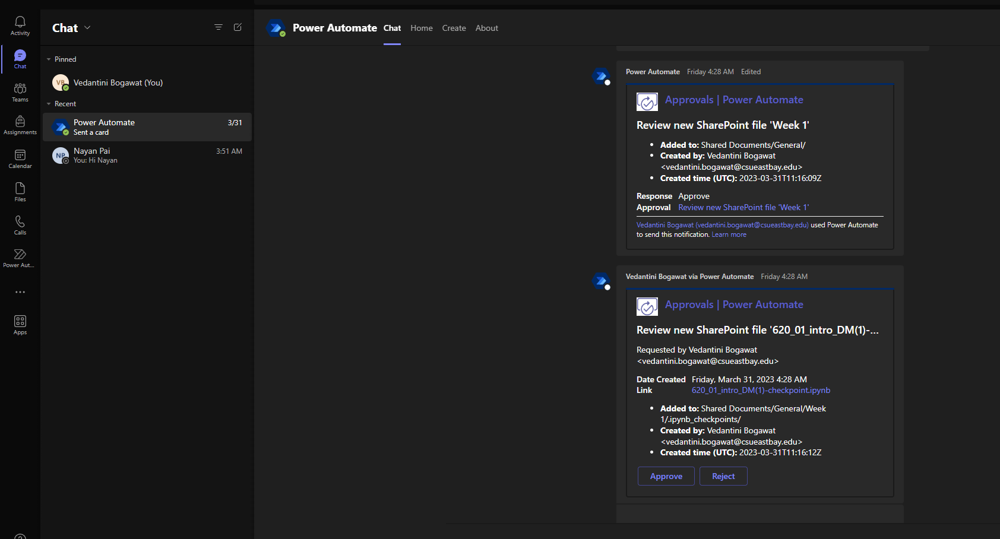 Activity
Chat
Teams
Assignments
Calendar
Files
Calls
Power Aut...
Apps
Chat
Pinned
VB
Vedantini Bogawat (You)
Recent
Power Automate 3/31
Sent a card
NP
Nayan Pai 3:51 AM
You: Hi Nayan
Power Automate Chat Home Create About
Power Automate Friday 4:28 AM Edited
Approvals | Power Automate
Review new SharePoint file 'Week 1'
• Added to: Shared Documents/General/
• Created by: Vedantini Bogawat
<vedantini.bogawat@csueastbay.edu>
• Created time (UTC): 2023-03-31T11:16:09Z
Response Approve
Approval Review new SharePoint file 'Week 1'
Vedantini Bogawat (vedantini.bogawat@csueastbay.edu) used Power Automate
to send this notification. Learn more
Vedantini Bogawat via Power Automate Friday 4:28 AM
Approvals | Power Automate
Review new SharePoint file '620_01_intro_DM(1)-...
Requested by Vedantini Bogawat
<vedantini.bogawat@csueastbay.edu>
Date Created Friday, March 31, 2023 4:28 AM
Link 620_01_intro_DM(1)-checkpoint.ipynb
• Added to: Shared Documents/General/Week
1/.ipynb_checkpoints/
• Created by: Vedantini Bogawat
<vedantini.bogawat@csueastbay.edu>
• Created time (UTC): 2023-03-31T11:16:12Z
Approve Reject